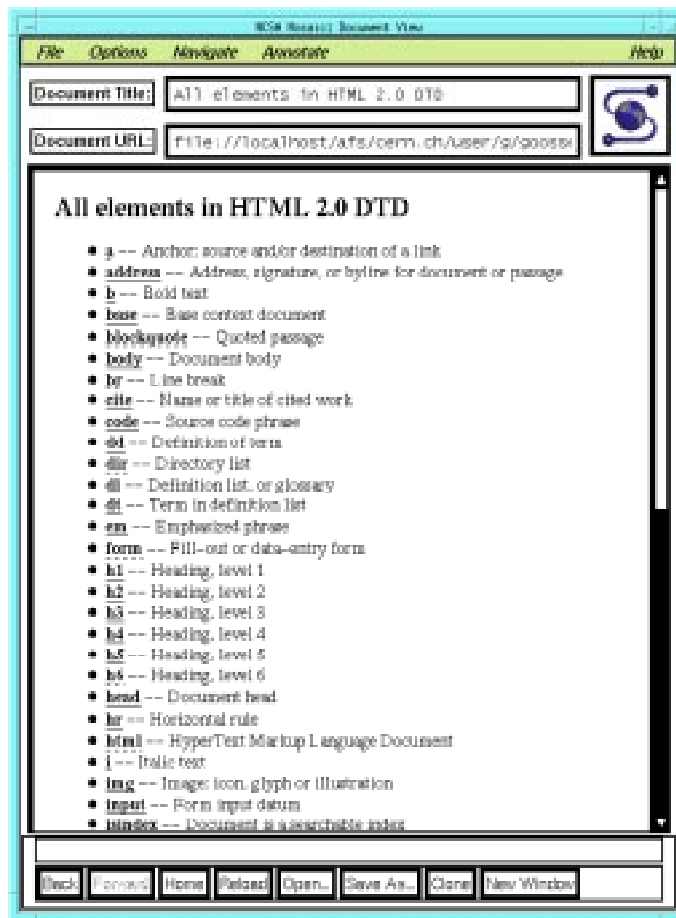 NCSA Mosaic: Document View
File Options Navigate Annotate Help
Document Title: All elements in HTML 2.0 DTD
Document URL: file://localhost/afs/cern.ch/user/g/goosse
All elements in HTML 2.0 DTD
• a -- Anchor: source and/or destination of a link
• address -- Address, signature, or byline for document or passage
• b -- Bold text
• base -- Base context document
• blockquote -- Quoted passage
• body -- Document body
• br -- Line break
• cite -- Name or title of cited work
• code -- Source code phrase
• dd -- Definition of term
• dir -- Directory list
• dl -- Definition list, or glossary
• dt -- Term in definition list
• em -- Emphasized phrase
• form -- Fill-out or data-entry form
• h1 -- Heading, level 1
• h2 -- Heading, level 2
• h3 -- Heading, level 3
• h4 -- Heading, level 4
• h5 -- Heading, level 5
• h6 -- Heading, level 6
• head -- Document head
• hr -- Horizontal rule
• html -- HyperText Markup Language Document
• i -- Italic text
• img -- Image: icon, glyph or illustration
• input -- Form input datum
• isindex -- Document is a searchable index
Back Forward Home Reload Open... Save As... Clone New Window